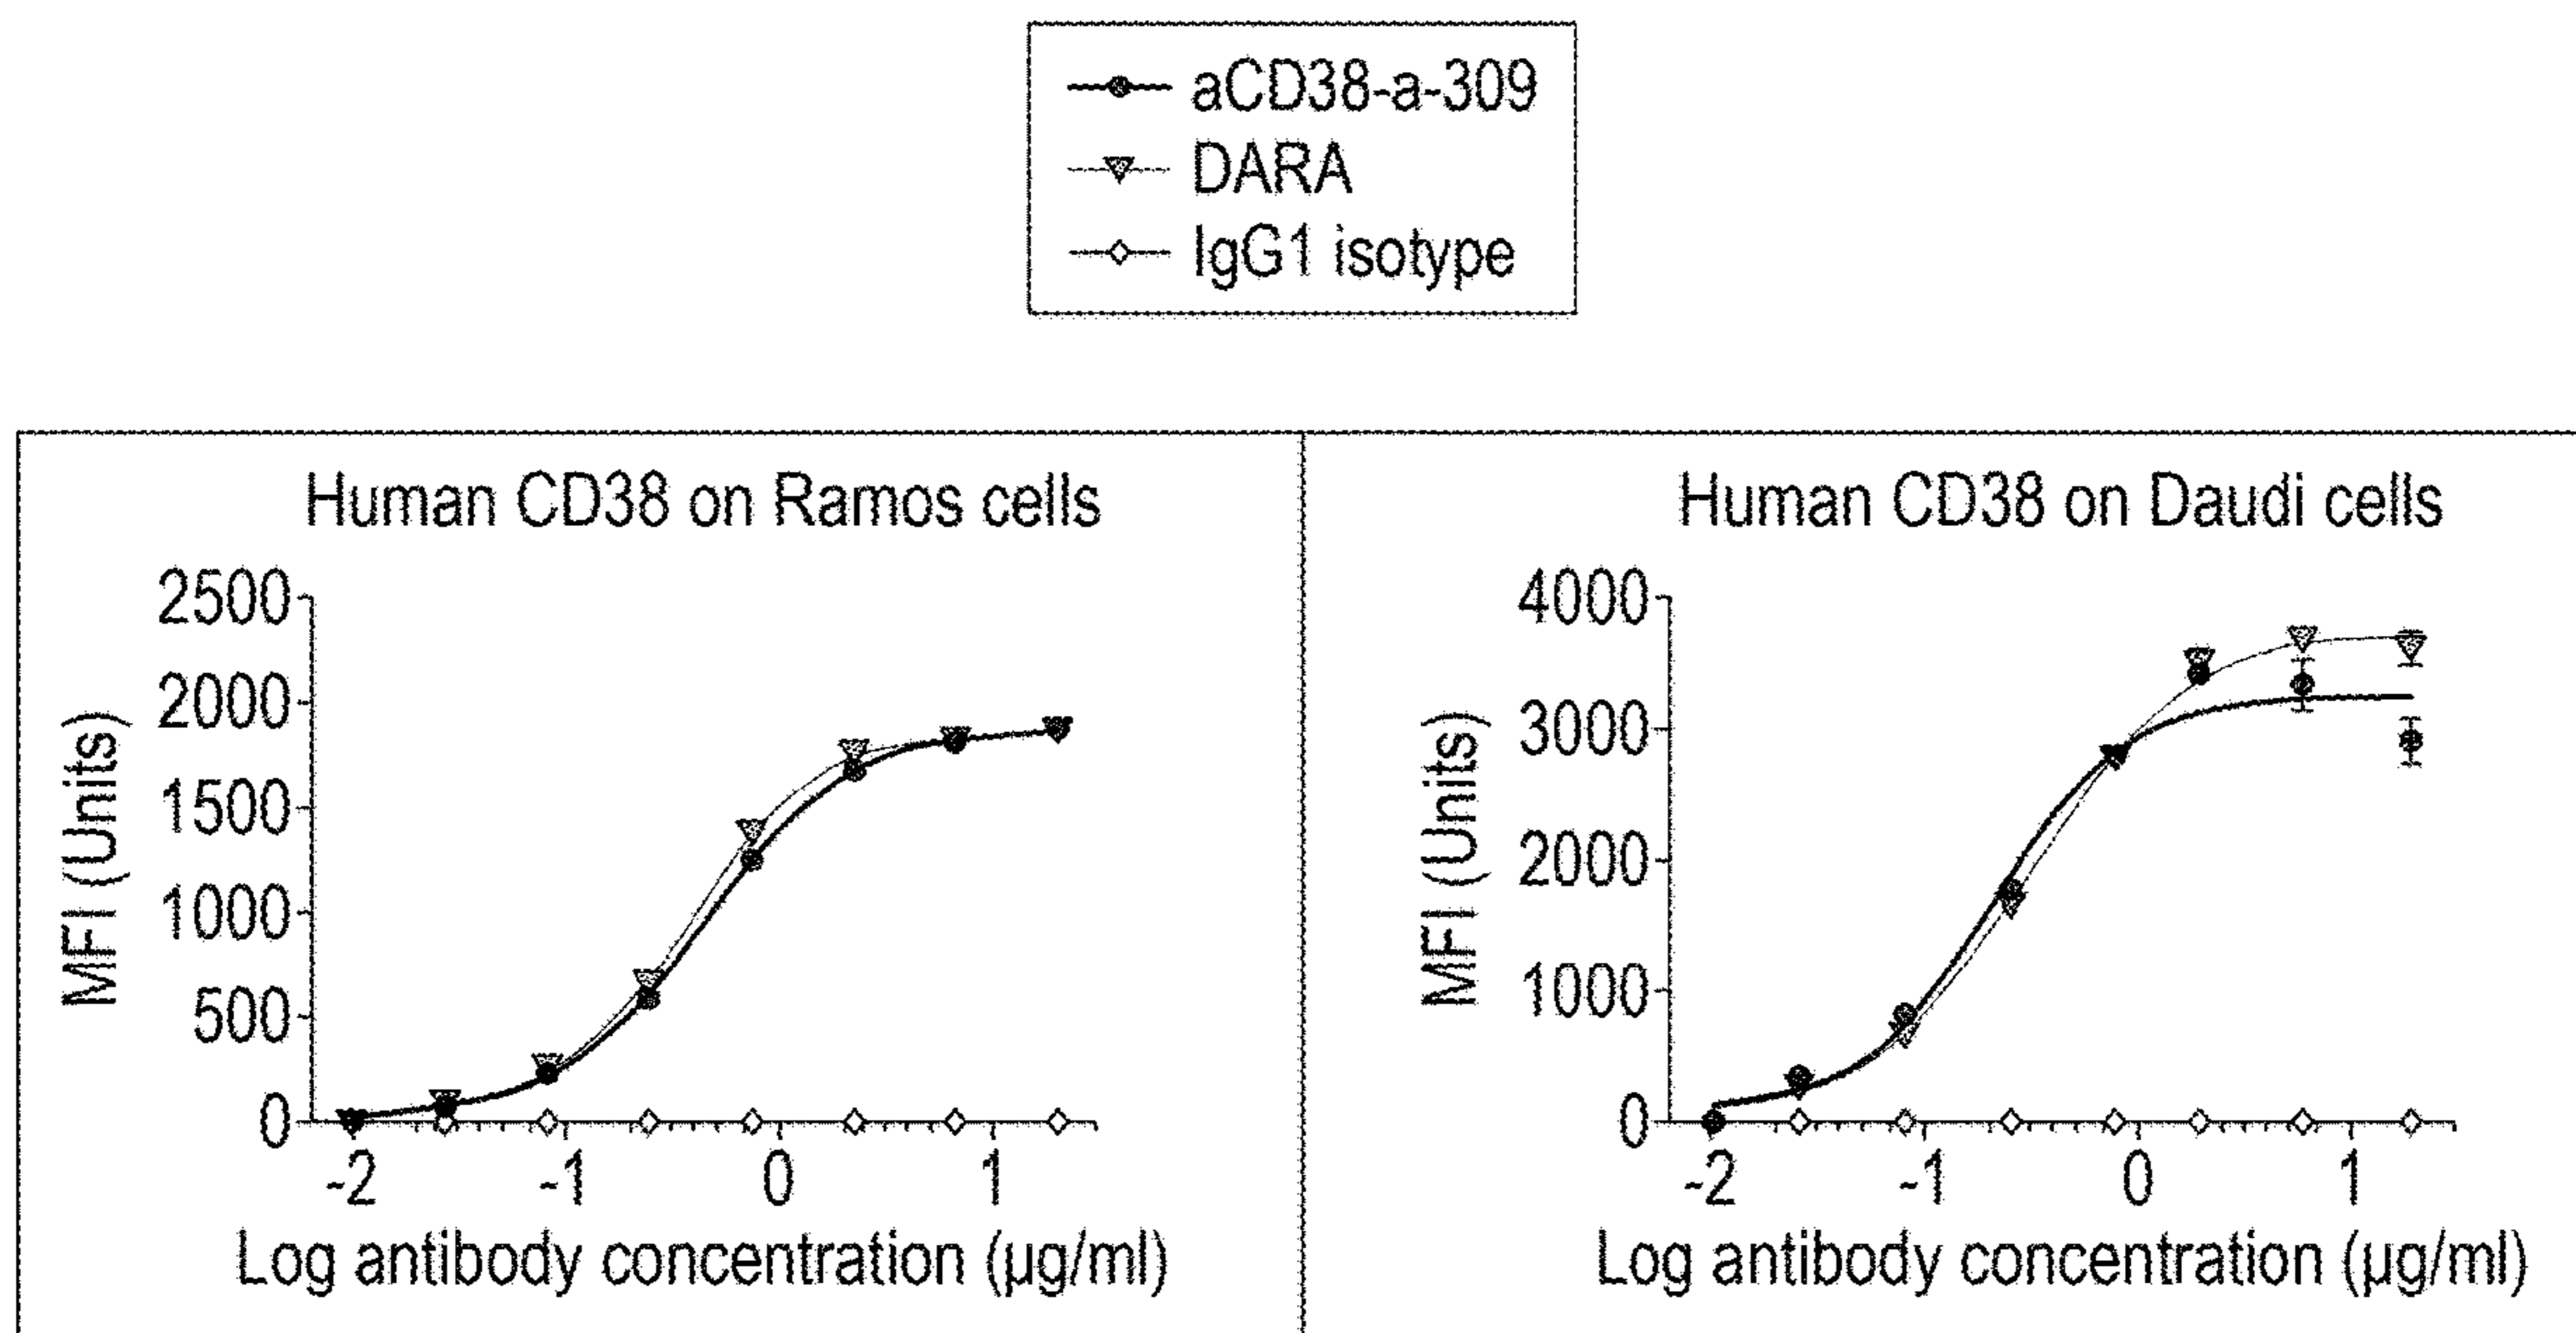 aCD38-a-309
DARA
IgG1 isotype
Human CD38 on Ramos cells
MFI (Units)
2500
2000
1500
1000
500
0
-2 -1 0 1
Log antibody concentration (µg/ml)
Human CD38 on Daudi cells
MFI (Units)
4000
3000
2000
1000
0
-2 -1 0 1
Log antibody concentration (µg/ml)